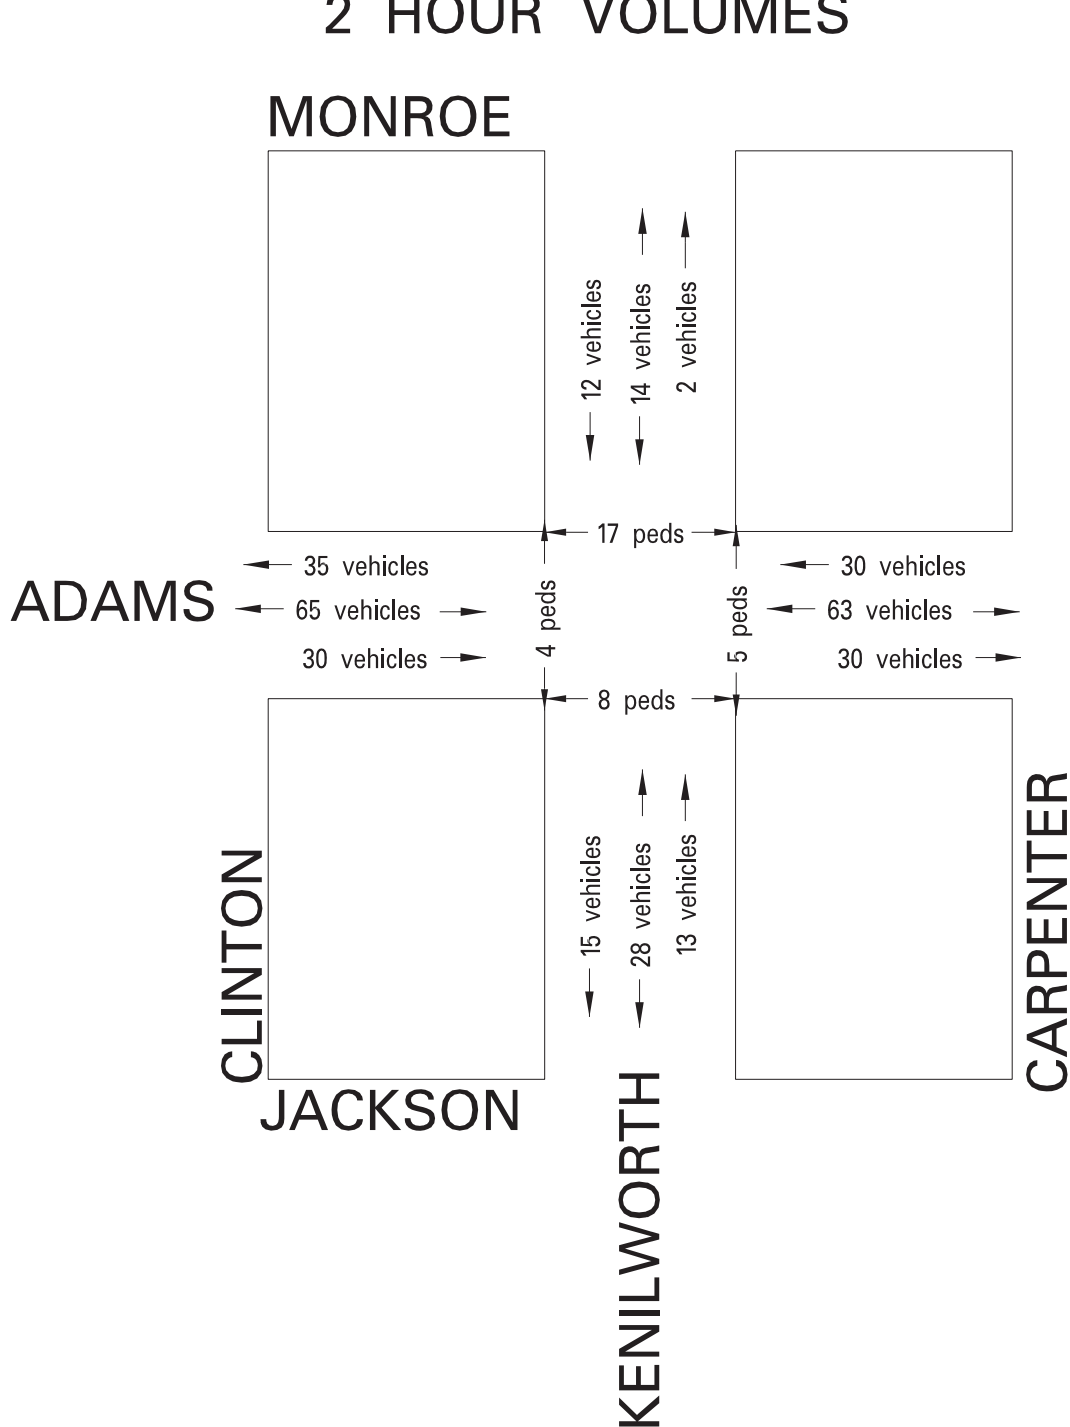 2 HOUR VOLUMES
MONROE
12 vehicles
14 vehicles
2 vehicles
17 peds
ADAMS
35 vehicles
65 vehicles
30 vehicles
4 peds
5 peds
30 vehicles
63 vehicles
30 vehicles
8 peds
15 vehicles
28 vehicles
13 vehicles
CLINTON
CARPENTER
JACKSON
KENILWORTH